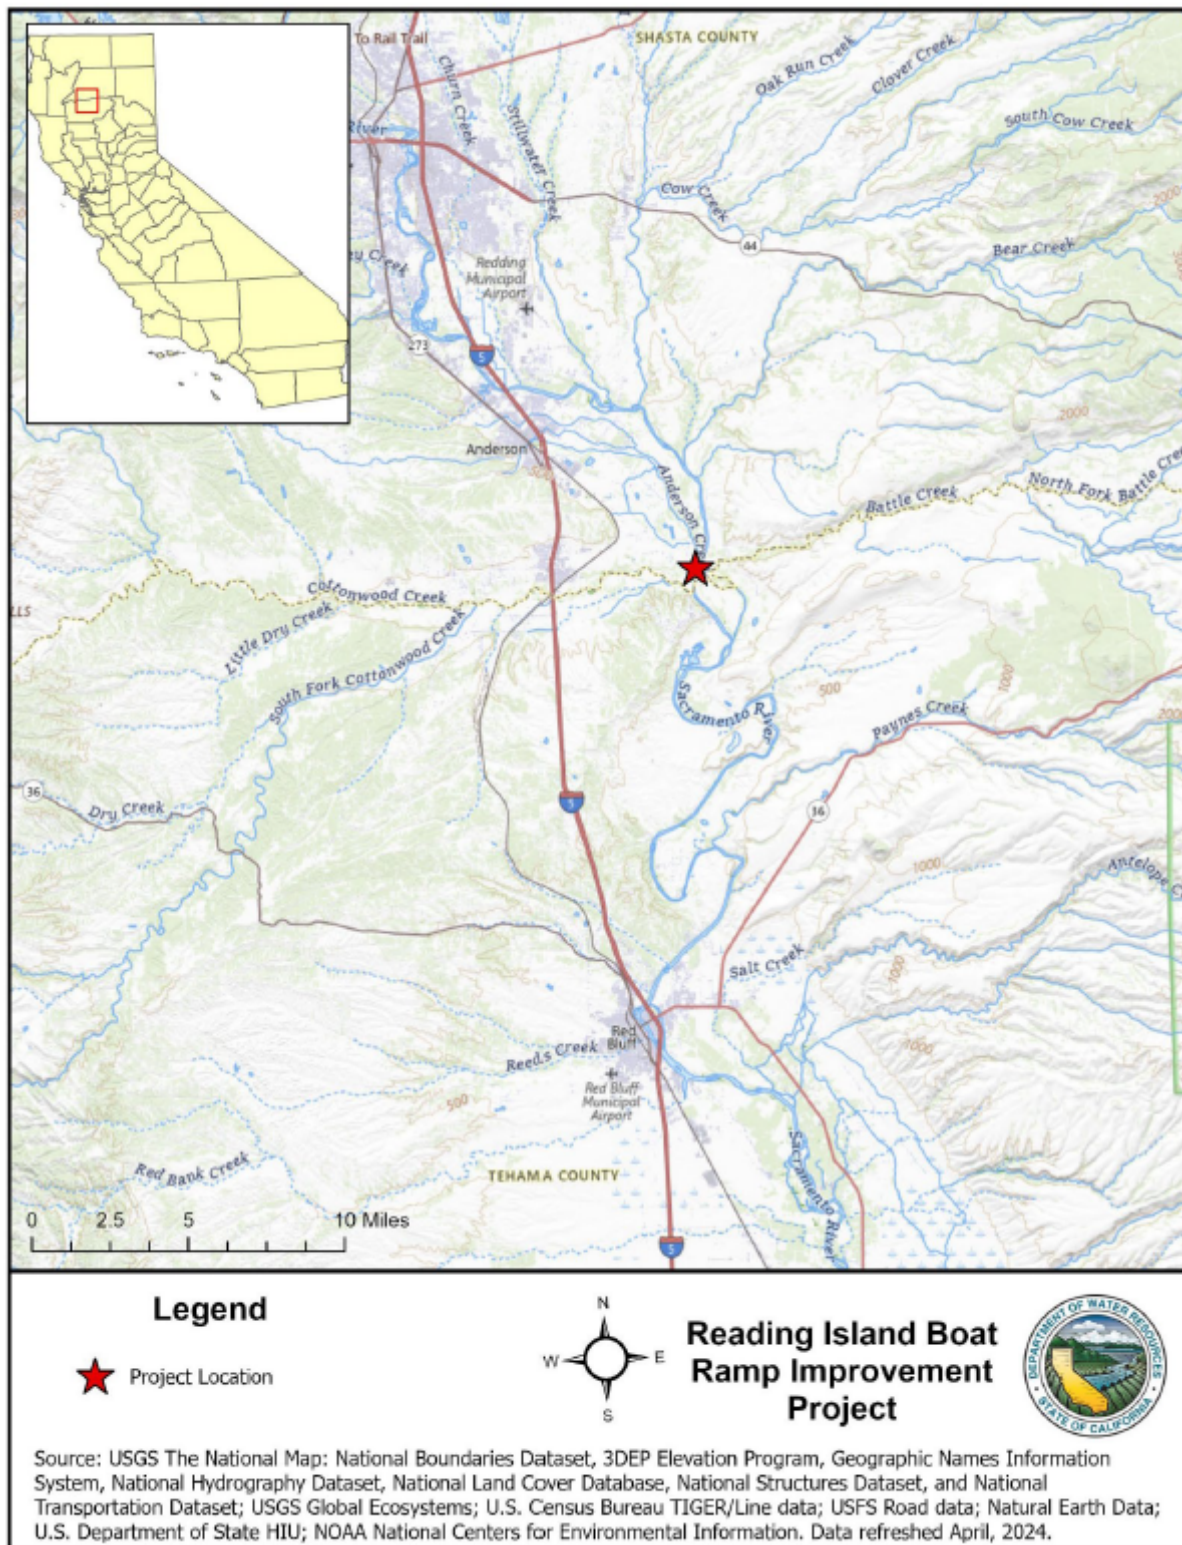 To Rail Trail
SHASTA COUNTY
Churn Creek
Oak Run Creek
Clover Creek
Stillwater Creek
South Cow Creek
River
Cow Creek
2000
44
Bear Creek
Creek
Redding
Municipal
Airport
273
5
2000
Anderson
Anderson Cre
Battle Creek
North Fork Battle Cree
Cottonwood Creek
LLS
Little Dry Creek
South Fork Cottonwood Creek
Sacramento River
500
1000
Paynes Creek
2000
36
Dry Creek
5
36
1000
Antelope C
Salt Creek
1000
Red
Bluff
Reeds Creek
1000
Red Bluff
Municipal
Airport
500
Red Bank Creek
TEHAMA COUNTY
Sacramento River
0 2.5 5 10 Miles
5
Legend
Project Location
N
W E
S
Reading Island Boat
Ramp Improvement
Project
DEPARTMENT OF WATER RESOURCES
STATE OF CALIFORNIA
Source: USGS The National Map: National Boundaries Dataset, 3DEP Elevation Program, Geographic Names Information
System, National Hydrography Dataset, National Land Cover Database, National Structures Dataset, and National
Transportation Dataset; USGS Global Ecosystems; U.S. Census Bureau TIGER/Line data; USFS Road data; Natural Earth Data;
U.S. Department of State HIU; NOAA National Centers for Environmental Information. Data refreshed April, 2024.